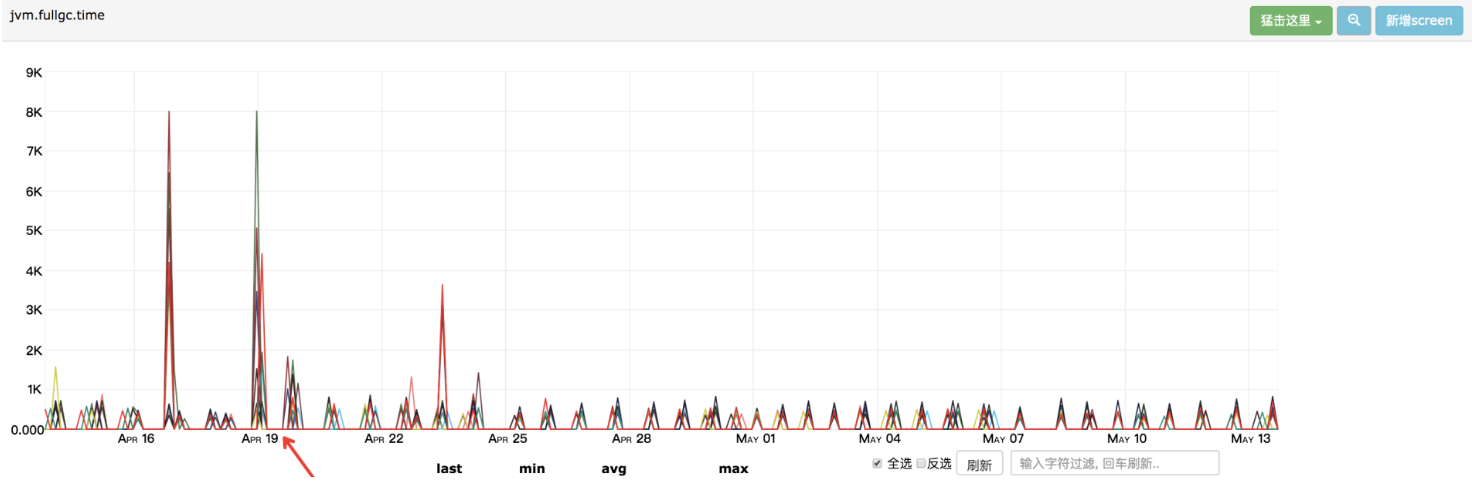 jvm.fullgc.time
猛击这里
新增screen
9K
8K
7K
6K
5K
4K
3K
2K
1K
0.000
Apr 16 Apr 19 Apr 22 Apr 25 Apr 28 May 01 May 04 May 07 May 10 May 13
last min avg max
全选 反选 刷新 输入字符过滤, 回车刷新..